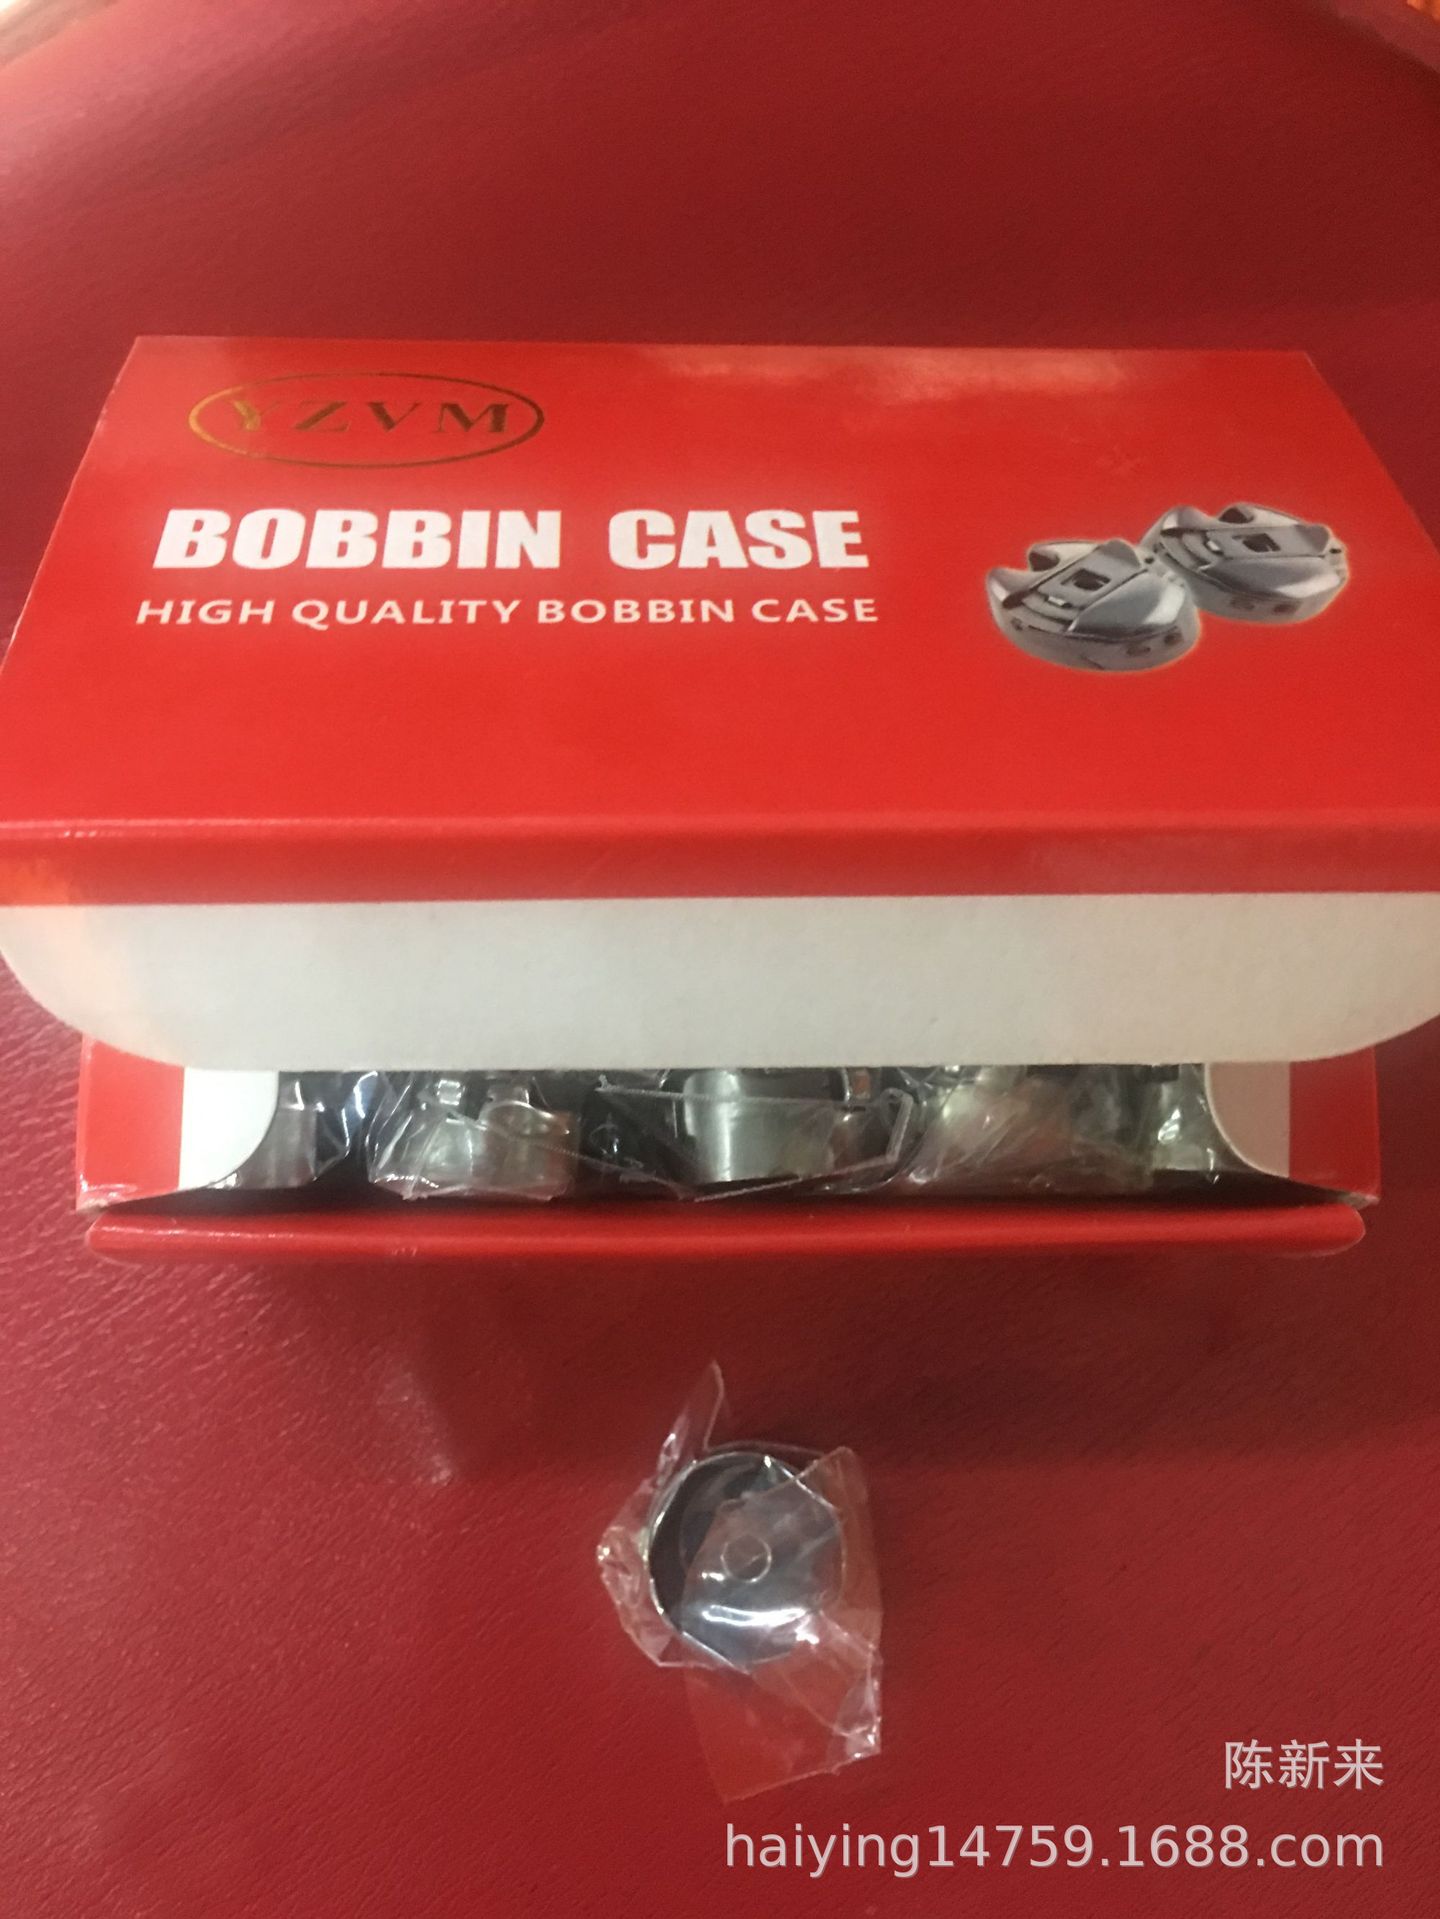 YZVM
BOBBIN CASE
HIGH QUALITY BOBBIN CASE
陈新来
haiying14759.1688.com